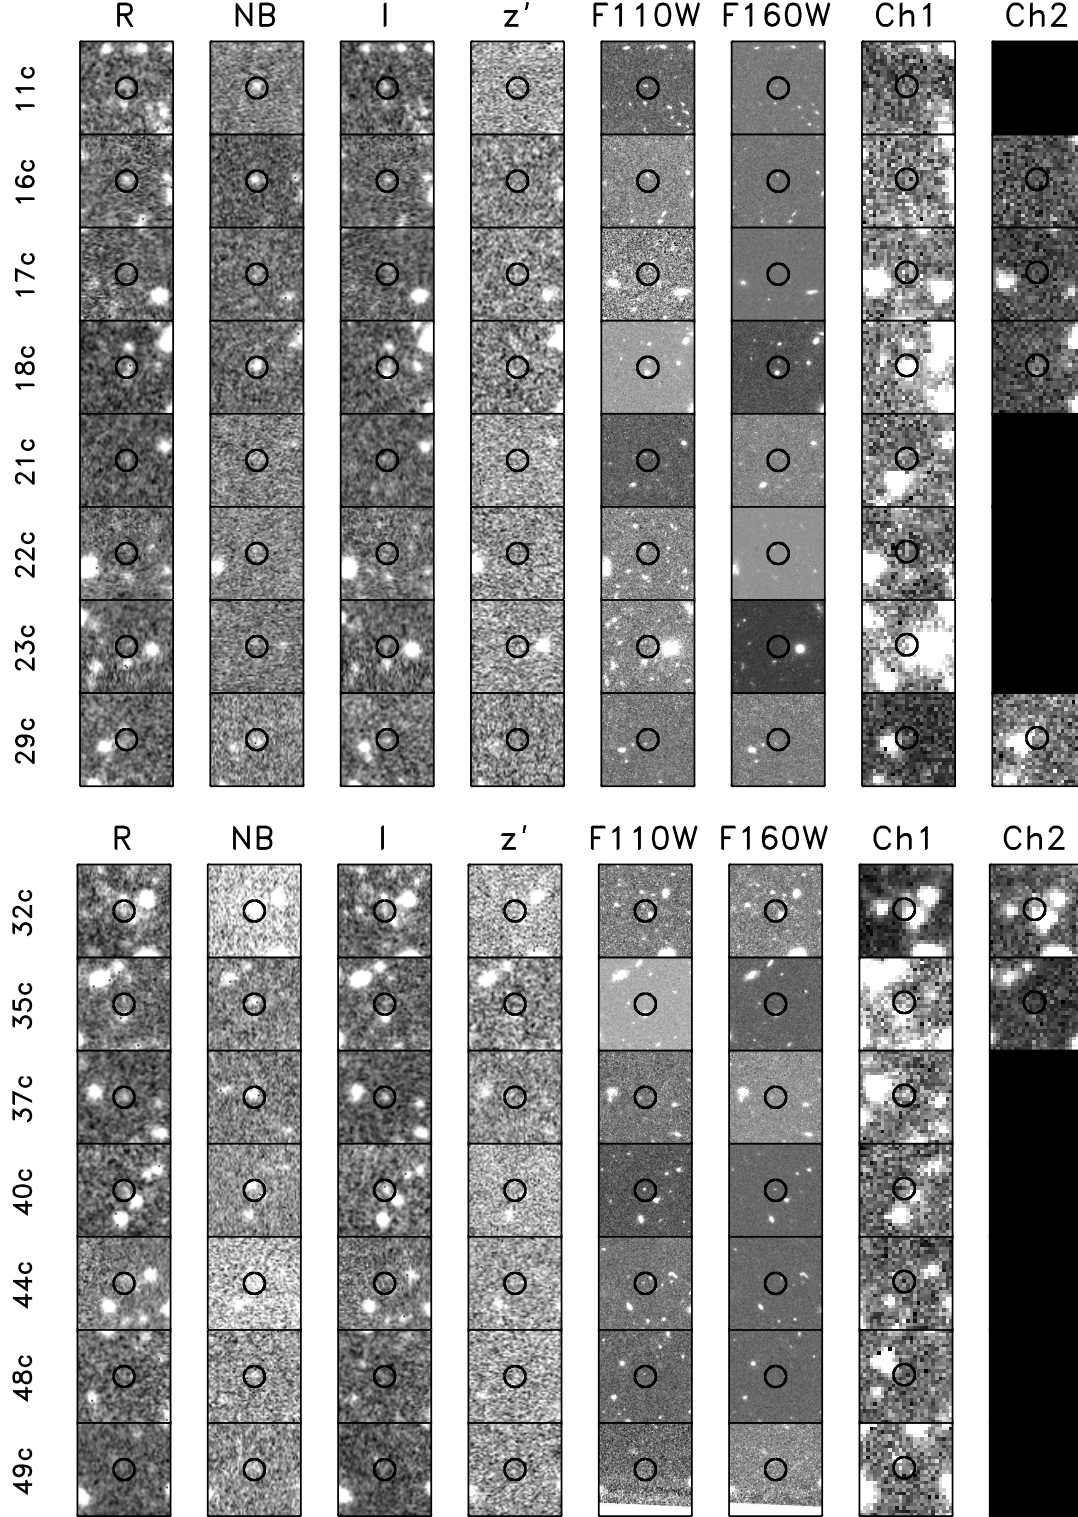 R NB I z′ F110W F160W Ch1 Ch2
11c
16c
17c
18c
21c
22c
23c
29c
R NB I z′ F110W F160W Ch1 Ch2
32c
35c
37c
40c
44c
48c
49c